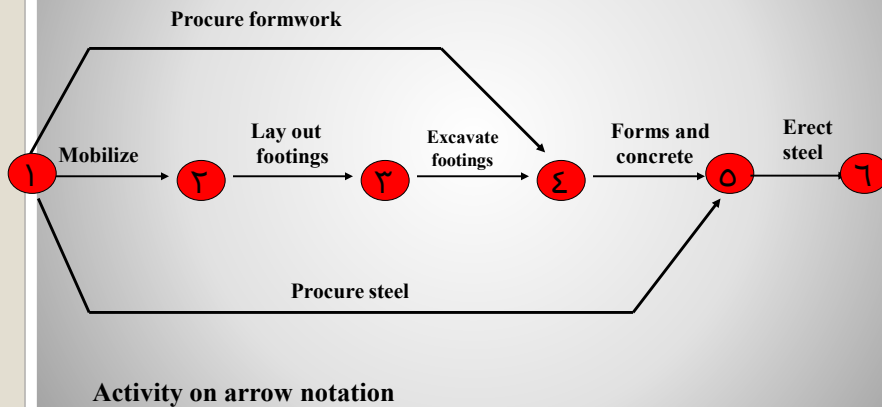 Procure formwork
Mobilize
Lay out
footings
Excavate
footings
Forms and
concrete
Erect
steel
١
٢
٣
٤
٥
٦
Procure steel
Activity on arrow notation